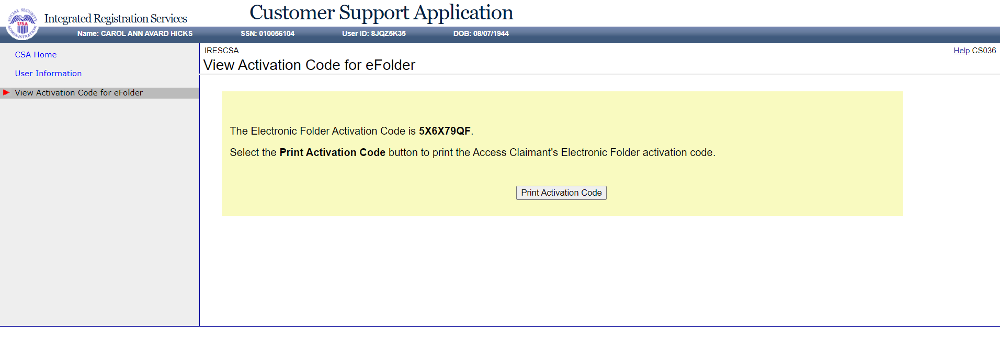 SOCIAL SECURITY ADMINISTRATION
USA
Integrated Registration Services
Customer Support Application
Name: CAROL ANN AVARD HICKS SSN: 010056104 User ID: 8JQZ5K35 DOB: 08/07/1944
CSA Home
User Information
View Activation Code for eFolder
IRESCSA
Help CS036
View Activation Code for eFolder
The Electronic Folder Activation Code is 5X6X79QF.
Select the Print Activation Code button to print the Access Claimant's Electronic Folder activation code.
Print Activation Code